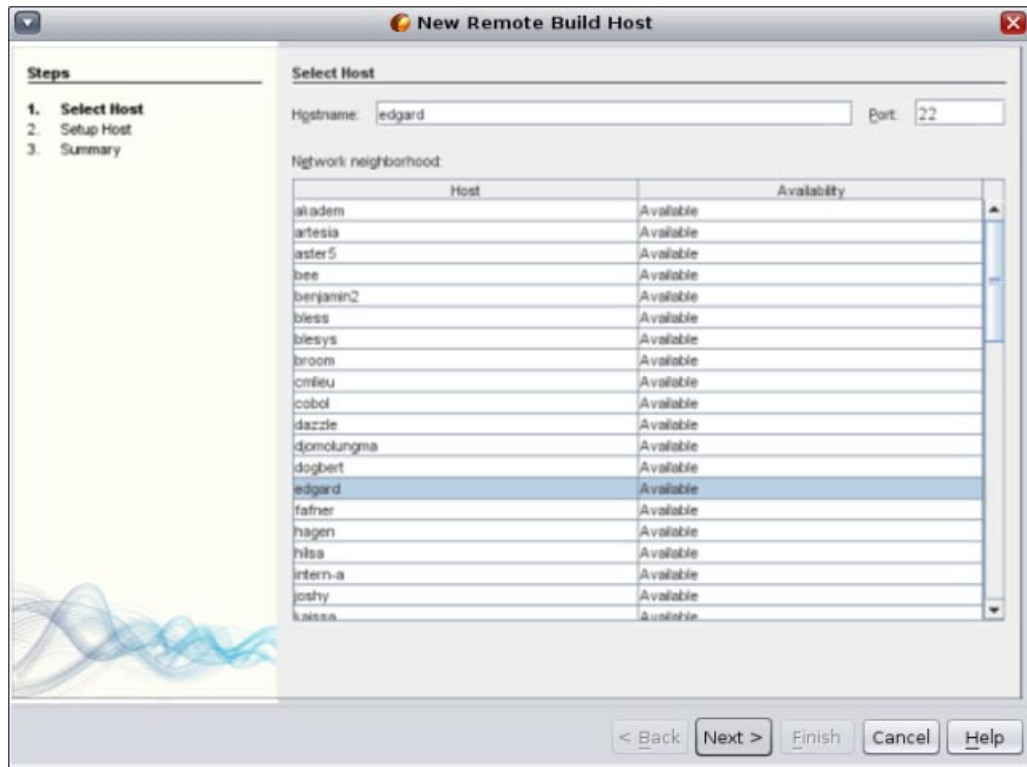 New Remote Build Host
Steps
1. Select Host
2. Setup Host
3. Summary
Select Host
Hostname: edgard Port: 22
Network neighborhood:
Host Availability
akadem Available
artesia Available
aster5 Available
bee Available
benjamin2 Available
bless Available
blesys Available
broom Available
cmlieu Available
cobol Available
dazzle Available
djomolungma Available
dogbert Available
edgard Available
fafner Available
hagen Available
hilsa Available
intern-a Available
joshy Available
kaissa Available
< Back Next > Finish Cancel Help